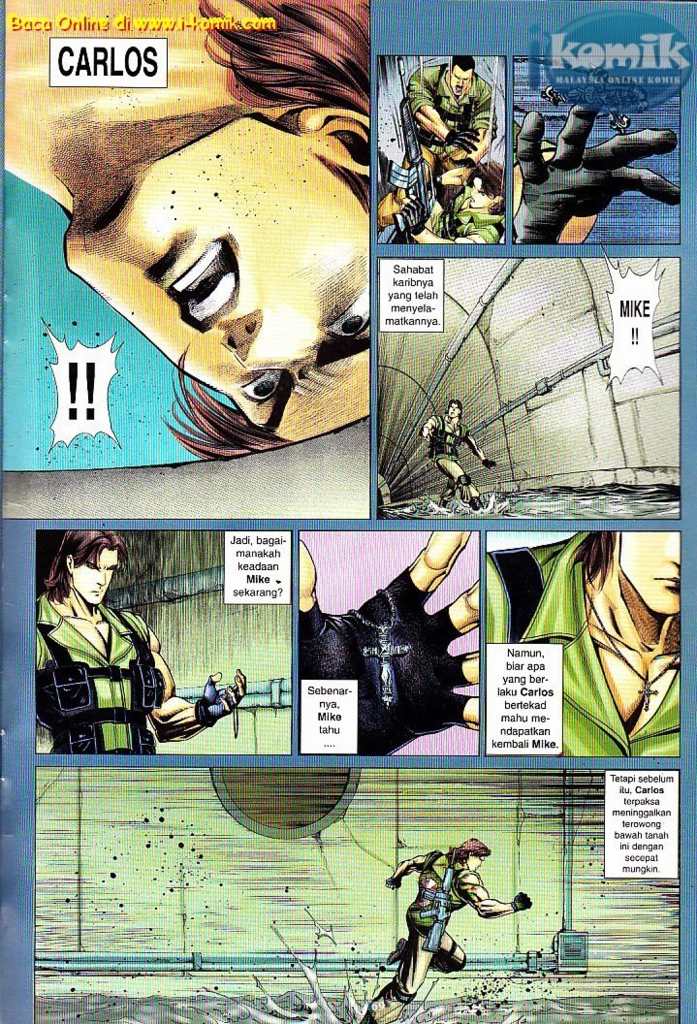 Baca Online di www.i-komik.com
komik
MALAYSIA ONLINE KOMIK
CARLOS
!!
Sahabat
karibnya
yang telah
menyela-
matkannya.
MIKE
!!
Jadi, bagai-
manakah
keadaan
Mike
sekarang?
Sebenar-
nya,
Mike
tahu
....
Namun,
biar apa
yang ber-
laku Carlos
bertekad
mahu me-
ndapatkan
kembali Mike.
Tetapi sebelum
itu, Carlos
terpaksa
meninggalkan
terowong
bawah tanah
ini dengan
secepat
mungkin.